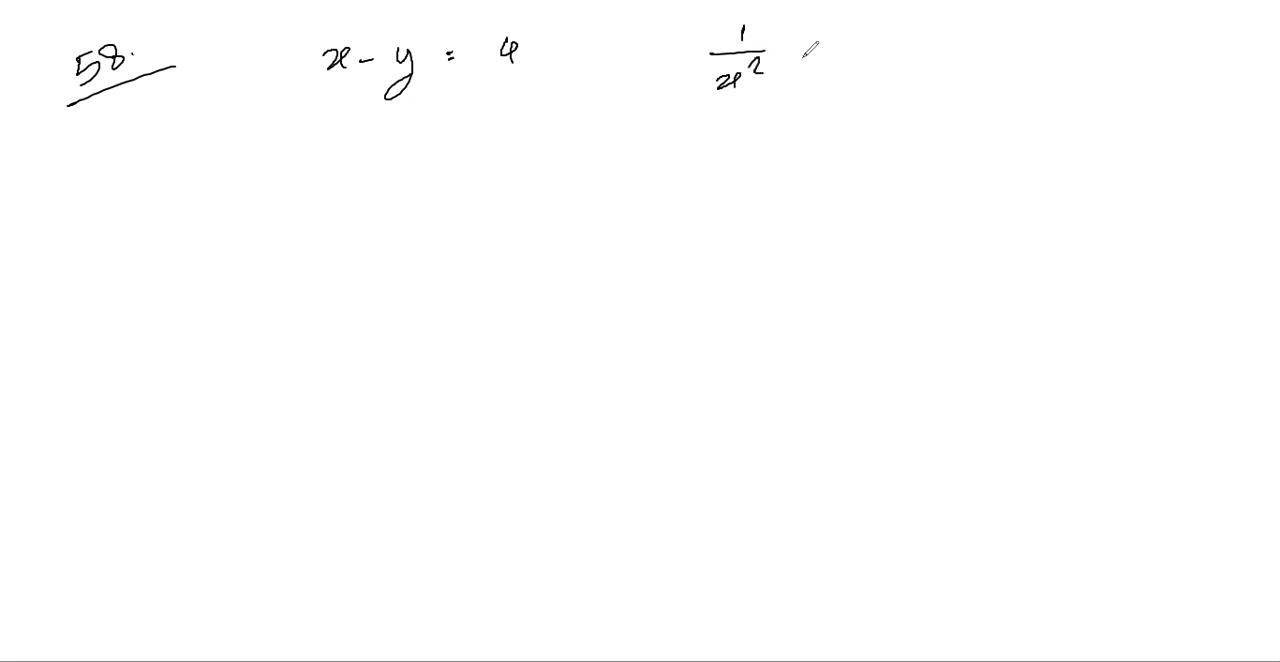 58. x - y = 4 1/x²